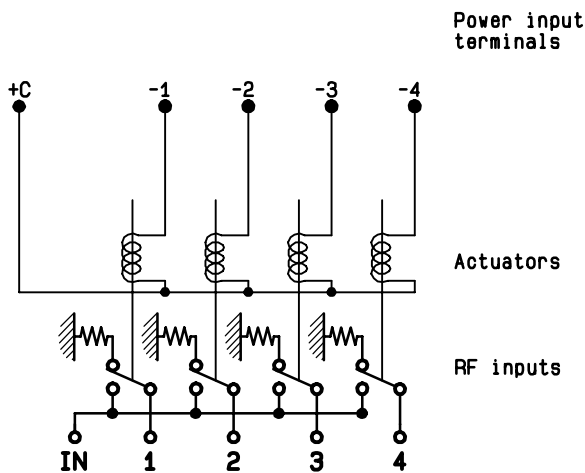 Power input
terminals
+C -1 -2 -3 -4
Actuators
RF inputs
IN 1 2 3 4